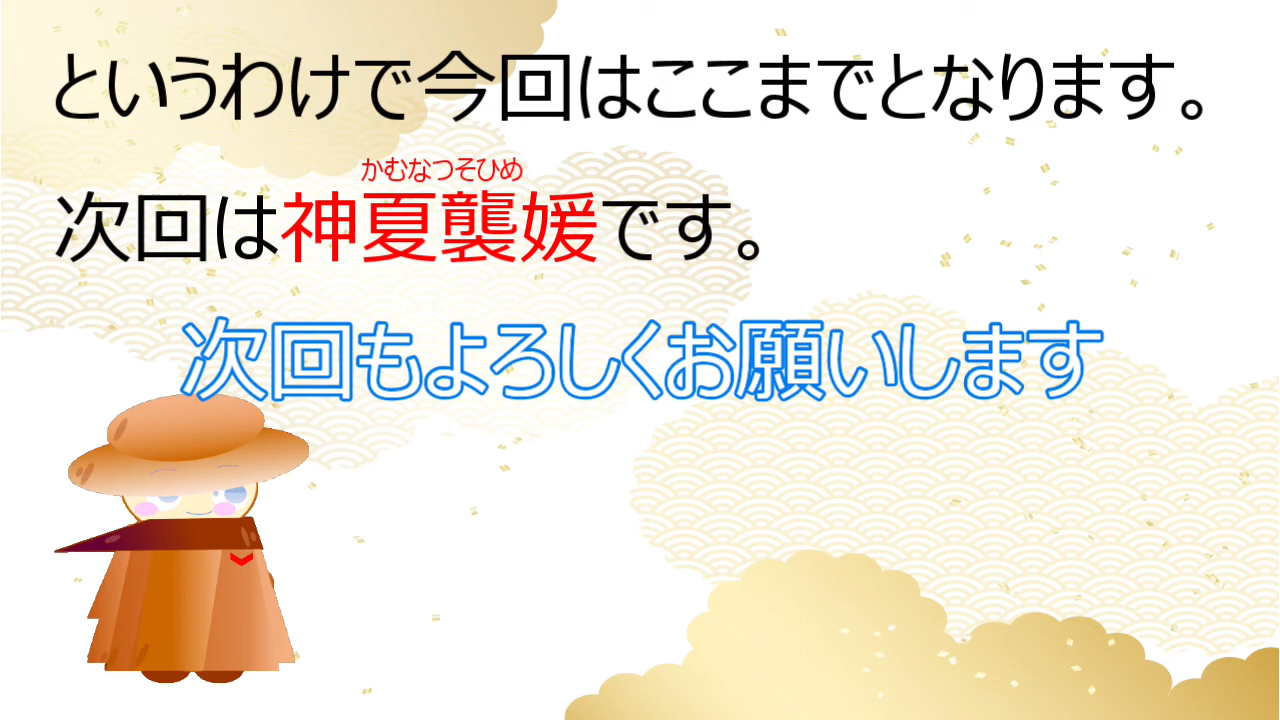 というわけで今回はここまでとなります。
かむなつそひめ
次回は神夏襲媛です。
次回もよろしくお願いします